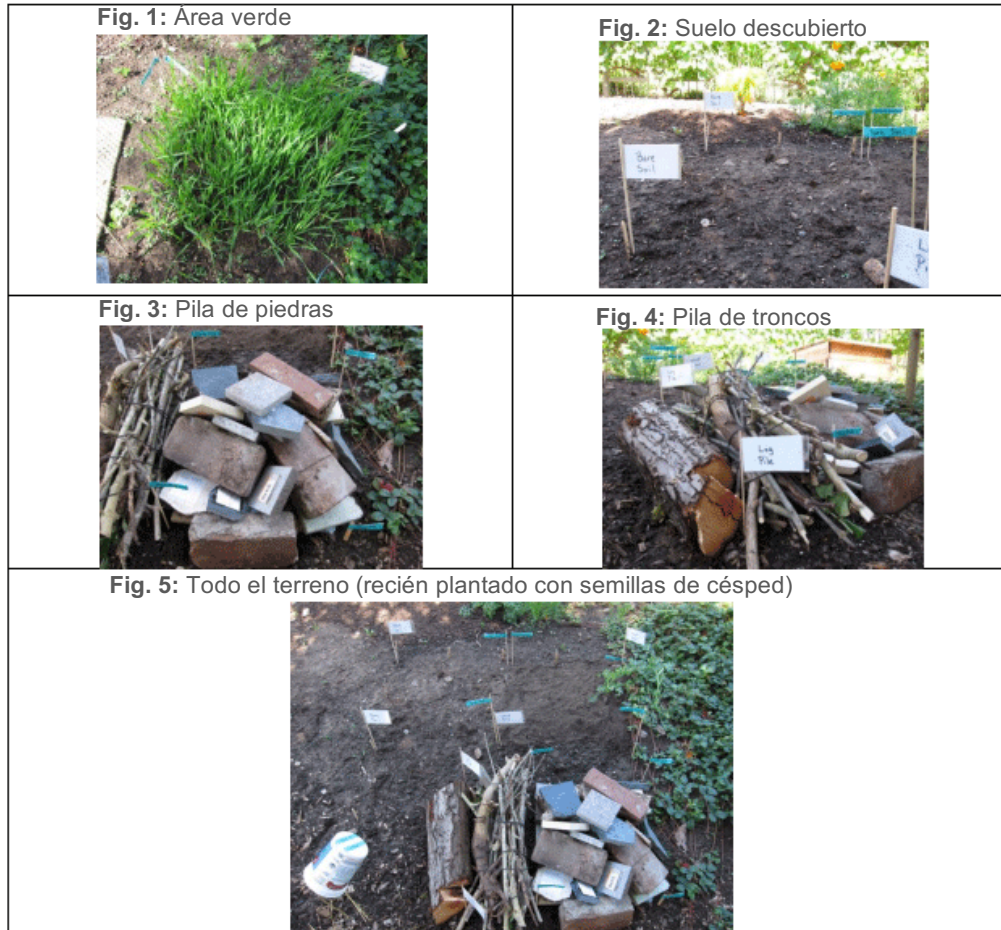 Fig. 1: Área verde
Fig. 2: Suelo descubierto
Bare
Soil
Fig. 3: Pila de piedras
Fig. 4: Pila de troncos
Log
Pile
Fig. 5: Todo el terreno (recién plantado con semillas de césped)